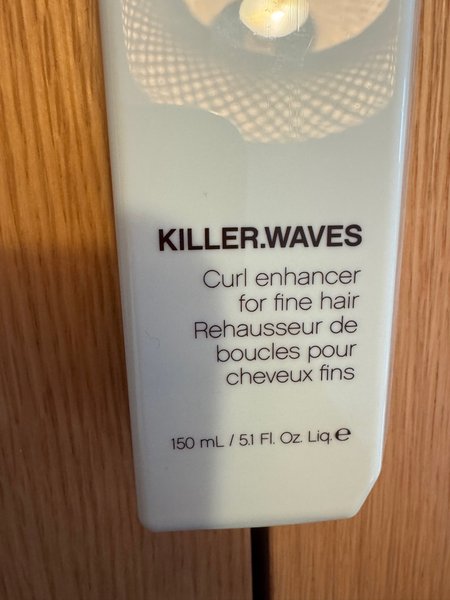 KILLER.WAVES
Curl enhancer
for fine hair
Rehausseur de
boucles pour
cheveux fins
150 mL / 5.1 Fl. Oz. Liq. ℮